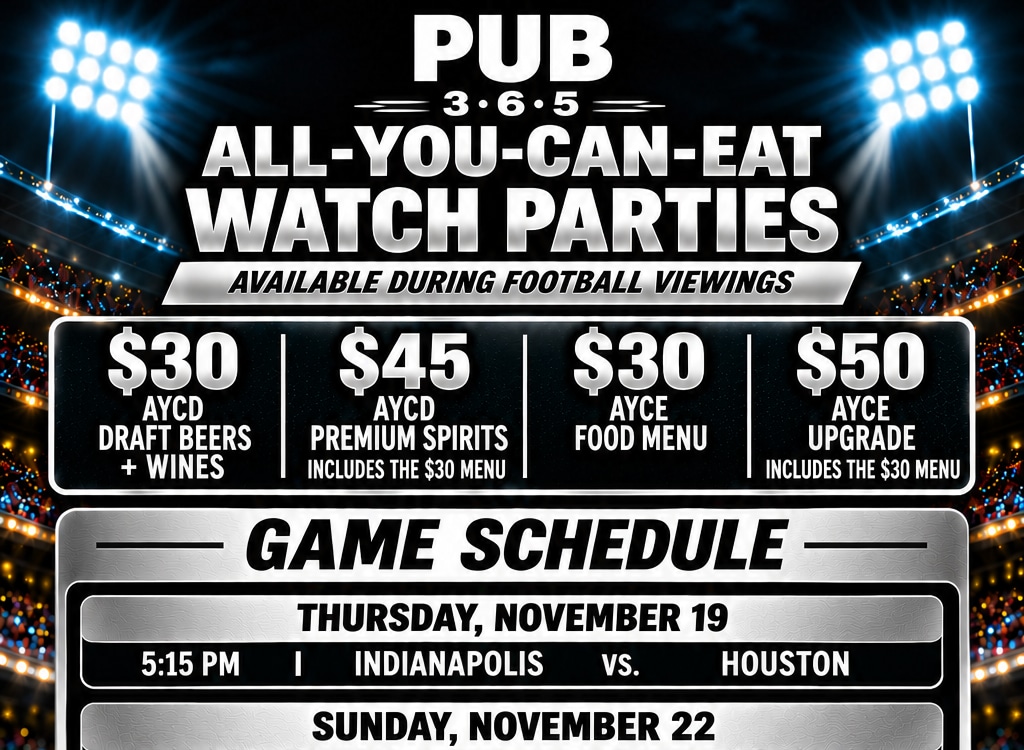 PUB
3·6·5
ALL-YOU-CAN-EAT
WATCH PARTIES
AVAILABLE DURING FOOTBALL VIEWINGS
$30
AYCD
DRAFT BEERS
+ WINES
$45
AYCD
PREMIUM SPIRITS
INCLUDES THE $30 MENU
$30
AYCE
FOOD MENU
$50
AYCE
UPGRADE
INCLUDES THE $30 MENU
GAME SCHEDULE
THURSDAY, NOVEMBER 19
5:15 PM | INDIANAPOLIS VS. HOUSTON
SUNDAY, NOVEMBER 22